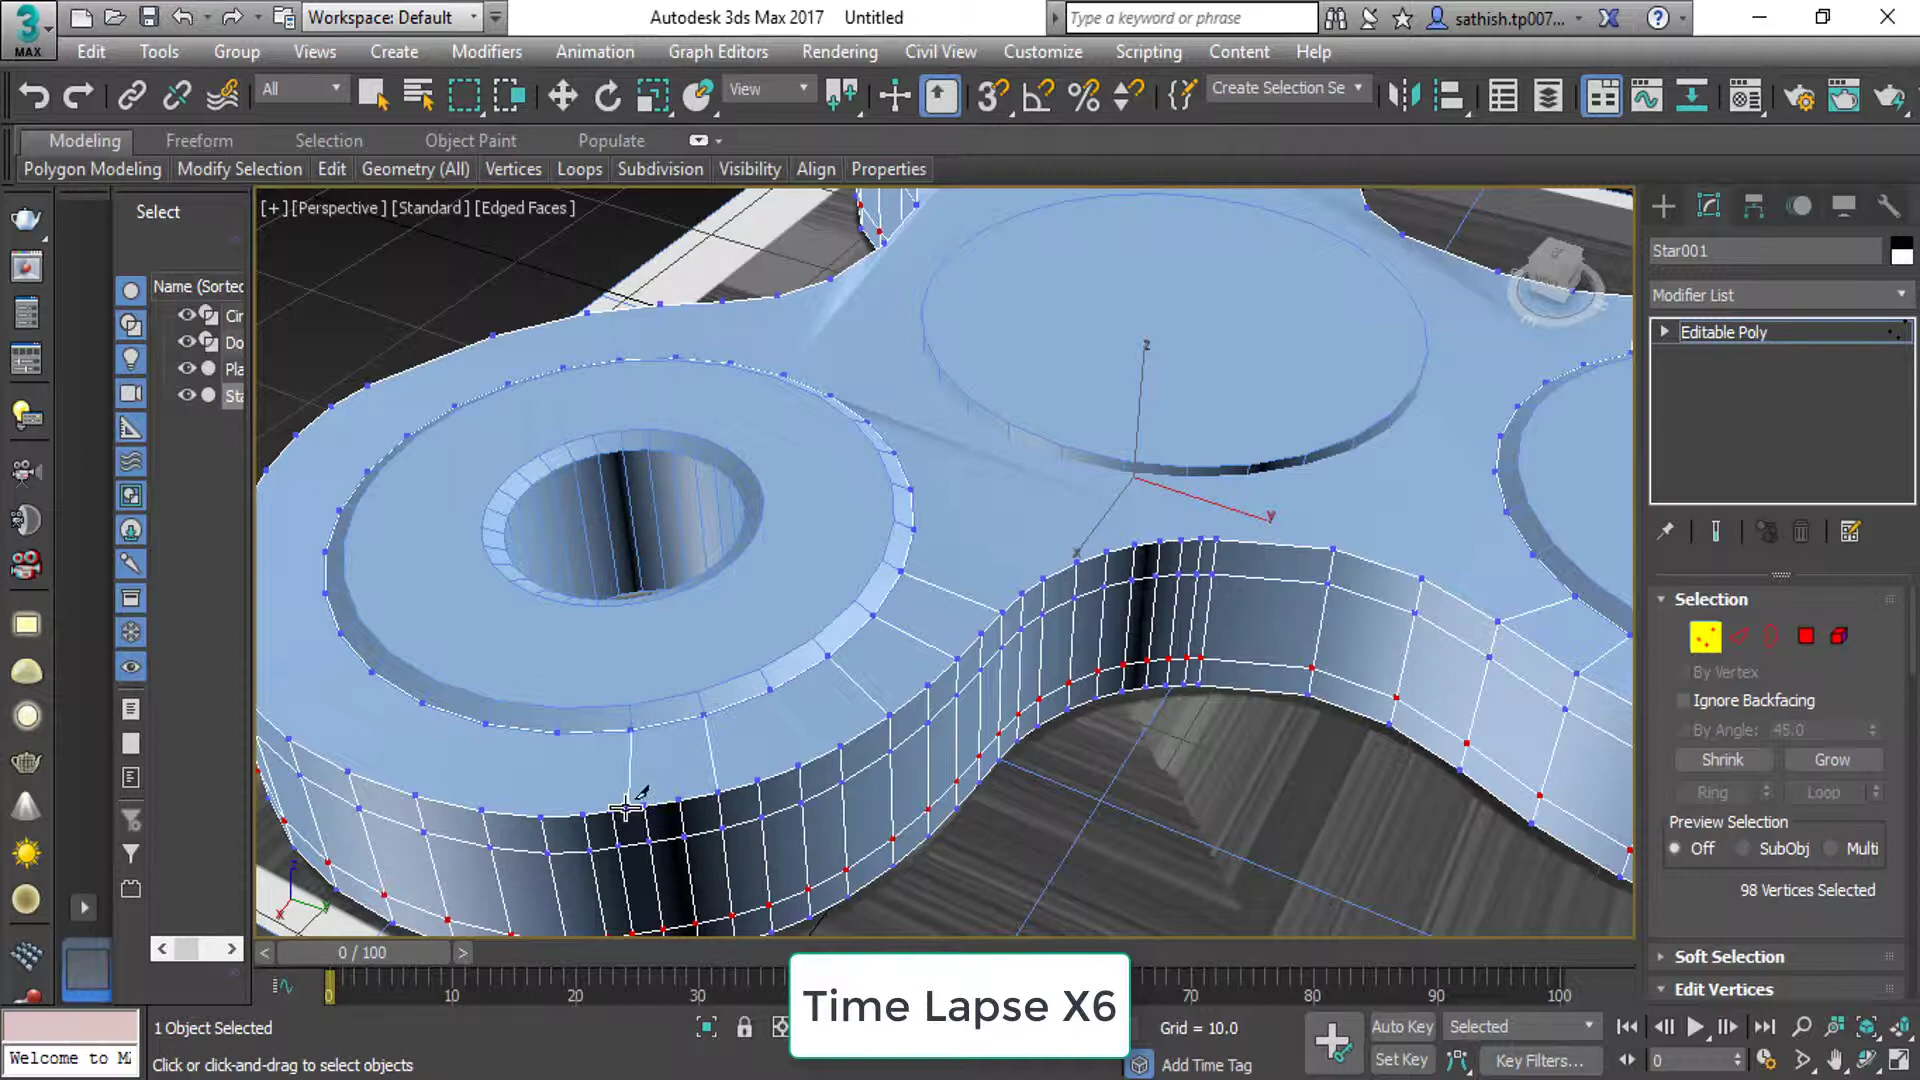 3
MAX
Workspace: Default
Autodesk 3ds Max 2017 Untitled
Type a keyword or phrase
sathish.tp007...
Edit Tools Group Views Create Modifiers Animation Graph Editors Rendering Civil View Customize Scripting Content Help
All
View
Create Selection Se
Modeling Freeform Selection Object Paint Populate
Polygon Modeling Modify Selection Edit Geometry (All) Vertices Loops Subdivision Visibility Align Properties
Select
Name (Sorted
Cir
Do
Pla
Sta
[+] [Perspective] [Standard] [Edged Faces]
z
y
x
Star001
Modifier List
Editable Poly
Selection
By Vertex
Ignore Backfacing
By Angle: 45.0
Shrink Grow
Ring Loop
Preview Selection
Off SubObj Multi
98 Vertices Selected
Soft Selection
Edit Vertices
< 0 / 100 >
0 10 20 30 70 80 90 100
Time Lapse X6
1 Object Selected
Grid = 10.0
Auto Key Selected
Welcome to M
Click or click-and-drag to select objects
Add Time Tag
Set Key Key Filters...
0